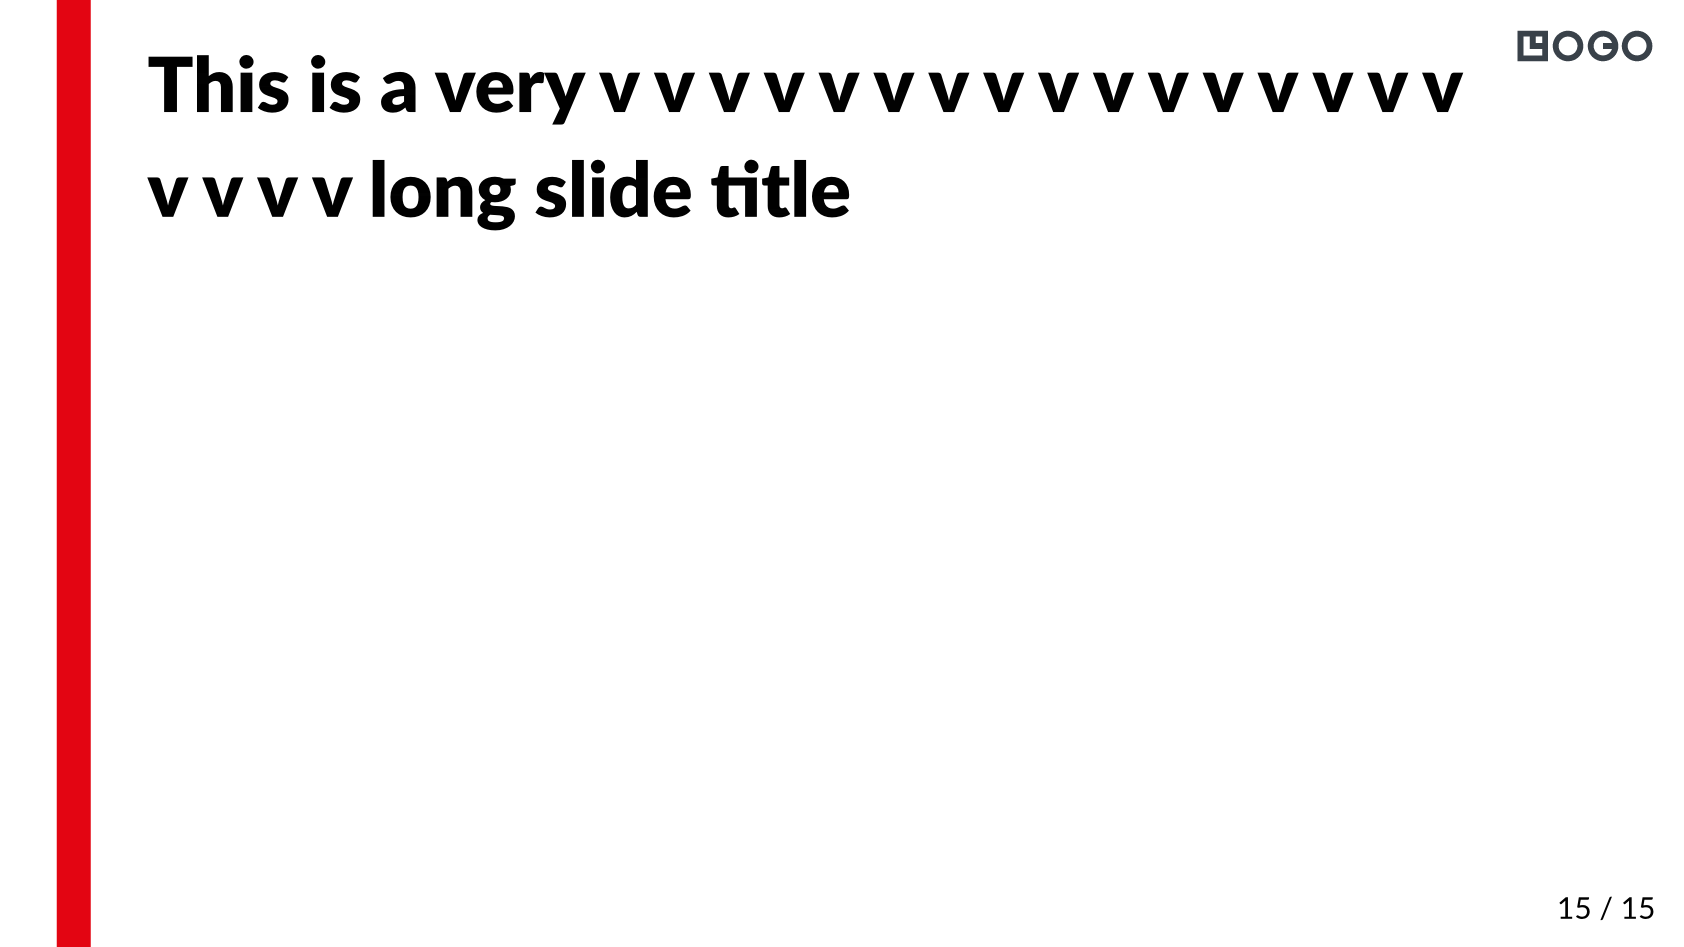 LOGO
This is a very v v v v v v v v v v v v v v v v
v v v v long slide title
15 / 15